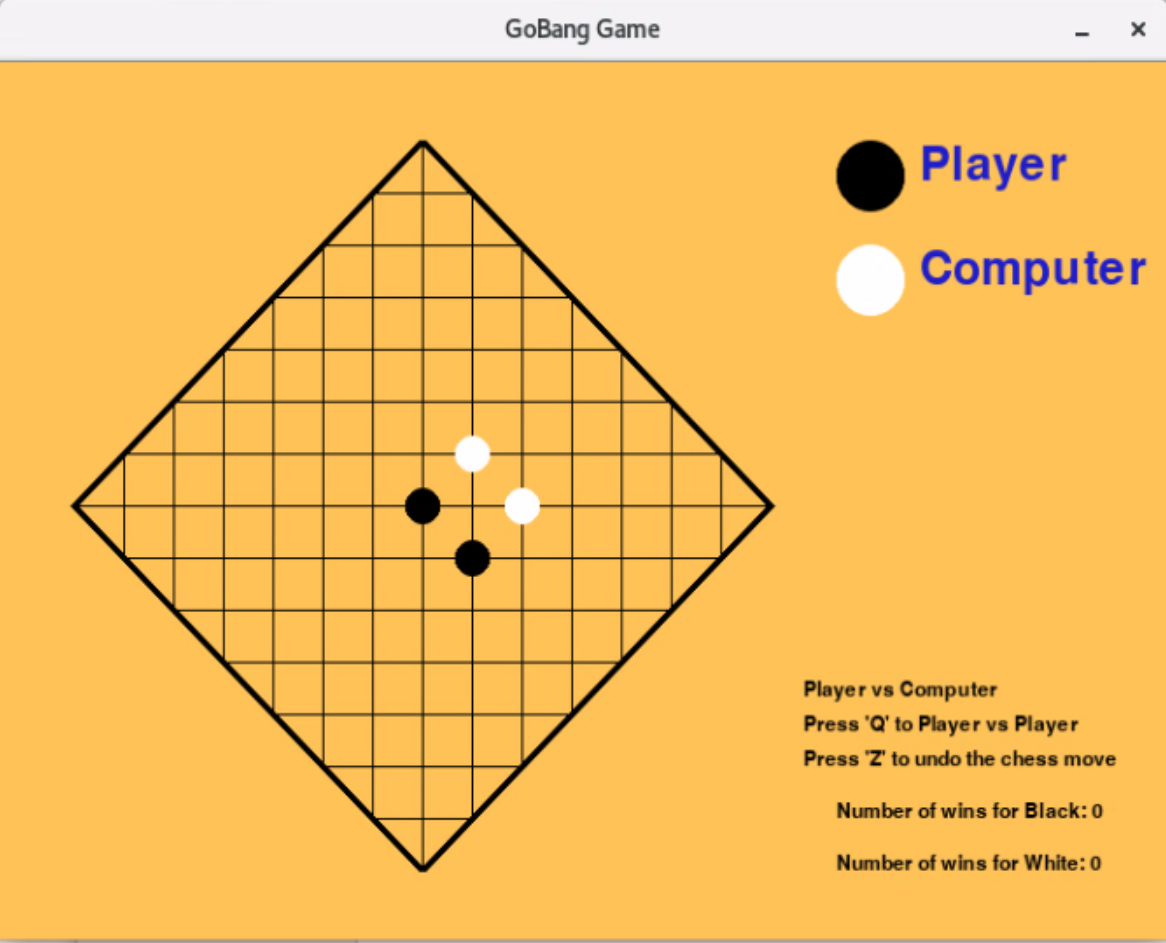 GoBang Game
Player
Computer
Player vs Computer
Press 'Q' to Player vs Player
Press 'Z' to undo the chess move
Number of wins for Black: 0
Number of wins for White: 0